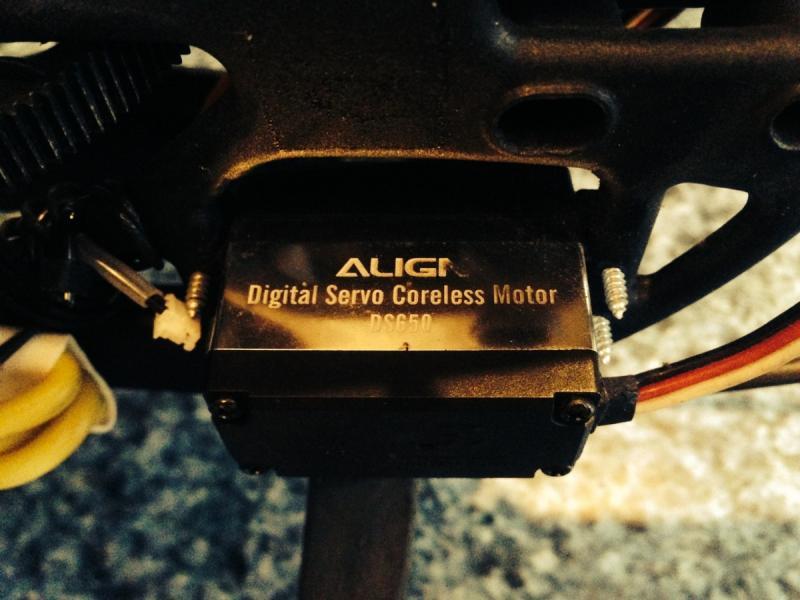 ALIGN
Digital Servo Coreless Motor
DS650